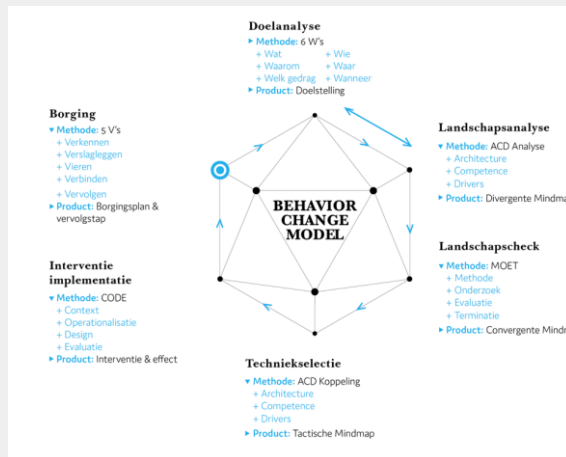 Doelanalyse
▸ Methode: 6 W's
+ Wat + Wie
+ Waarom + Waar
+ Welk gedrag + Wanneer
▸ Product: Doelstelling
Borging
▾ Methode: 5 V's
+ Verkennen
+ Verslagleggen
+ Vieren
+ Verbinden
+ Vervolgen
▸ Product: Borgingsplan &
vervolgstap
Landschapsanalyse
▾ Methode: ACD Analyse
+ Architecture
+ Competence
+ Drivers
▸ Product: Divergente Mindma
BEHAVIOR
CHANGE
MODEL
Landschapscheck
▾ Methode: MOET
+ Methode
+ Onderzoek
+ Evaluatie
+ Terminatie
▸ Product: Convergente Mindm
Interventie
implementatie
▾ Methode: CODE
+ Context
+ Operationalisatie
+ Design
+ Evaluatie
▸ Product: Interventie & effect
Techniekselectie
▾ Methode: ACD Koppeling
+ Architecture
+ Competence
+ Drivers
▸ Product: Tactische Mindmap